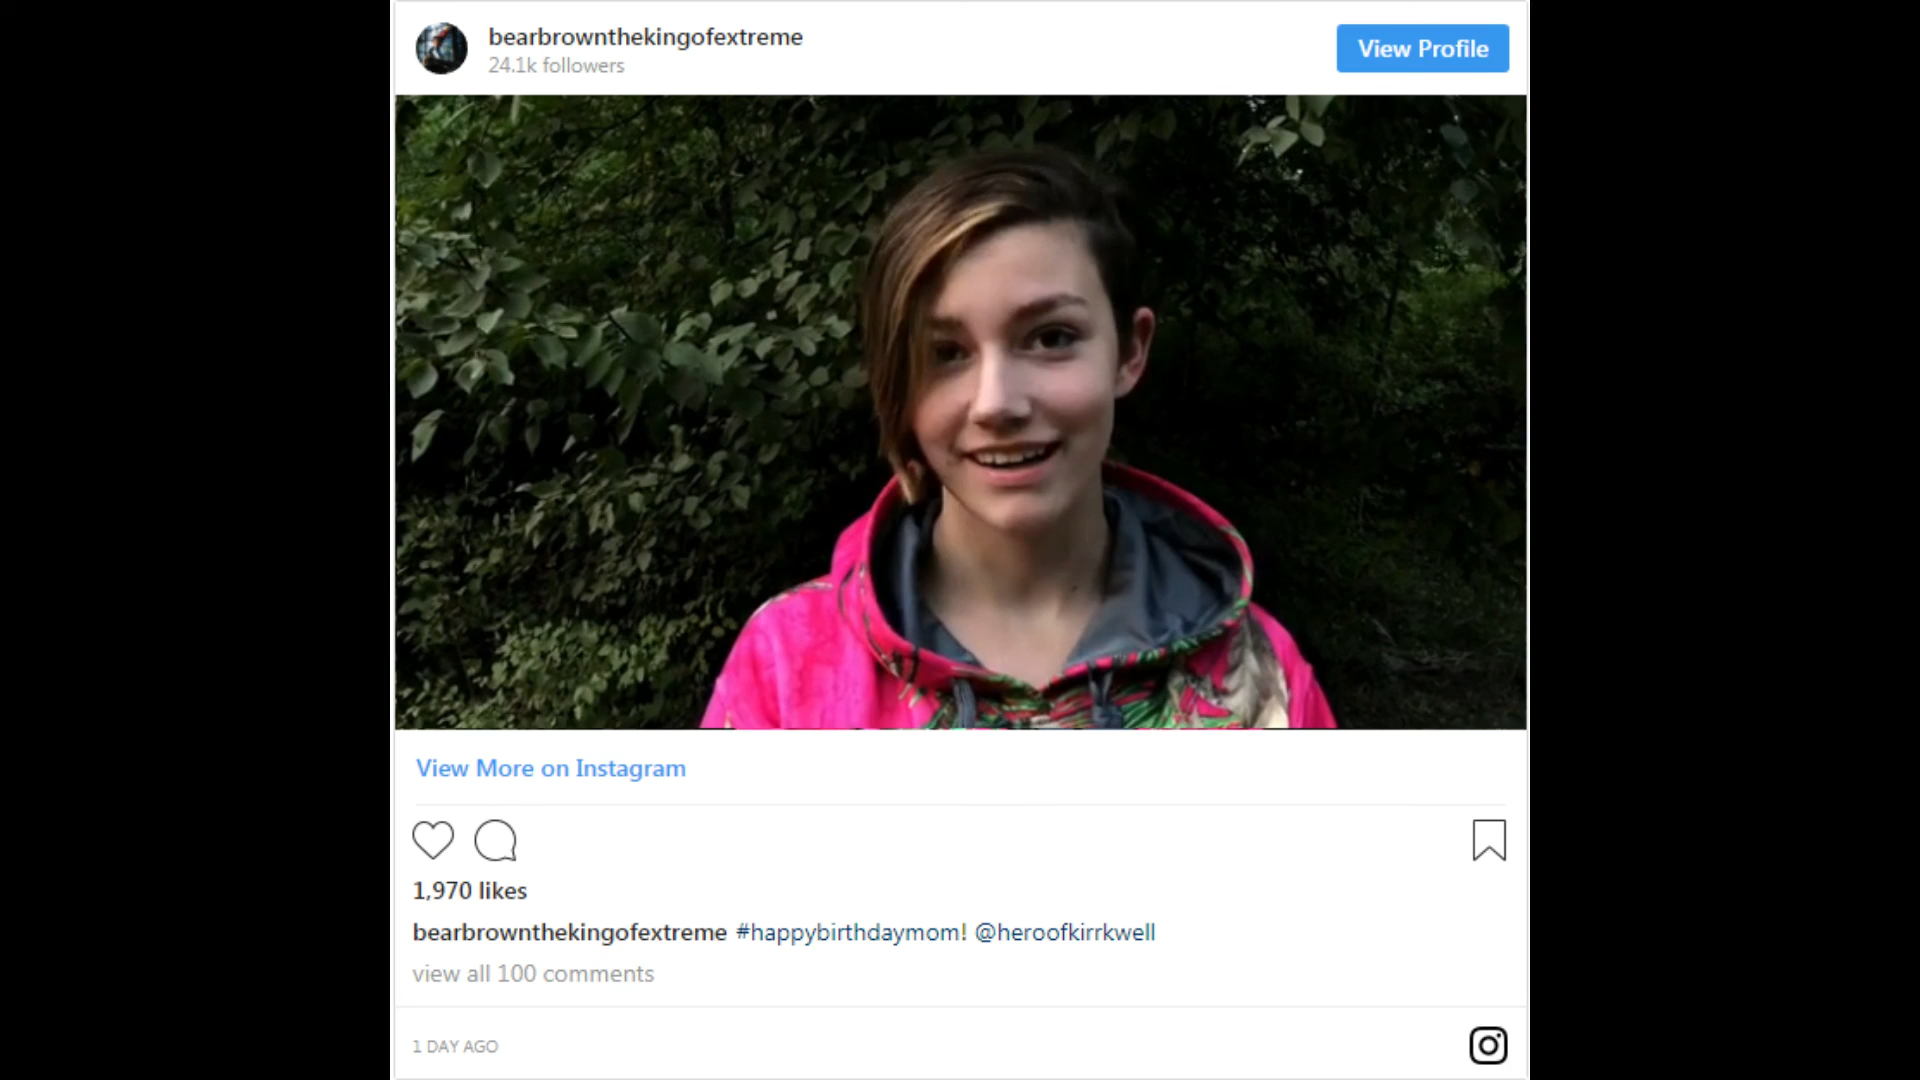 bearbrownthekingofextreme
24.1k followers
View Profile
View More on Instagram
1,970 likes
bearbrownthekingofextreme #happybirthdaymom! @heroofkirrkwell
view all 100 comments
1 DAY AGO